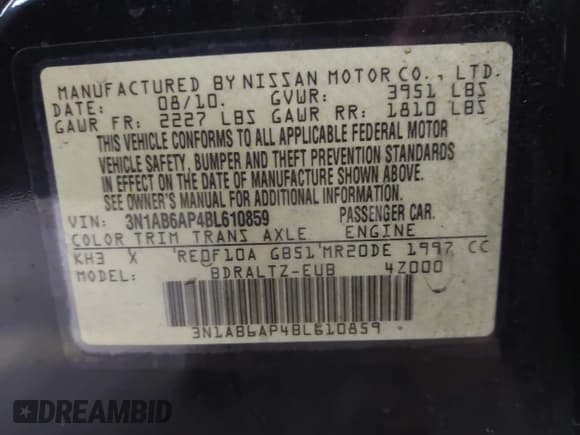 MANUFACTURED BY NISSAN MOTOR CO., LTD.
DATE: 08/10. GVWR: 3951 LBS
GAWR FR: 2227 LBS GAWR RR: 1810 LBS
THIS VEHICLE CONFORMS TO ALL APPLICABLE FEDERAL MOTOR
VEHICLE SAFETY, BUMPER AND THEFT PREVENTION STANDARDS
IN EFFECT ON THE DATE OF MANUFACTURE SHOWN ABOVE.
SEE OWNER'S MANUAL FOR ADDITIONAL INFORMATION.
VIN: 3N1AB6AP4BL610859 PASSENGER CAR.
COLOR TRIM TRANS AXLE ENGINE
KH3 X 'RE0F10A GB51'MR20DE 1997 CC
MODEL: BDRALTZ-EUB 4Z000
3N1AB6AP4BL610859
DREAMBID